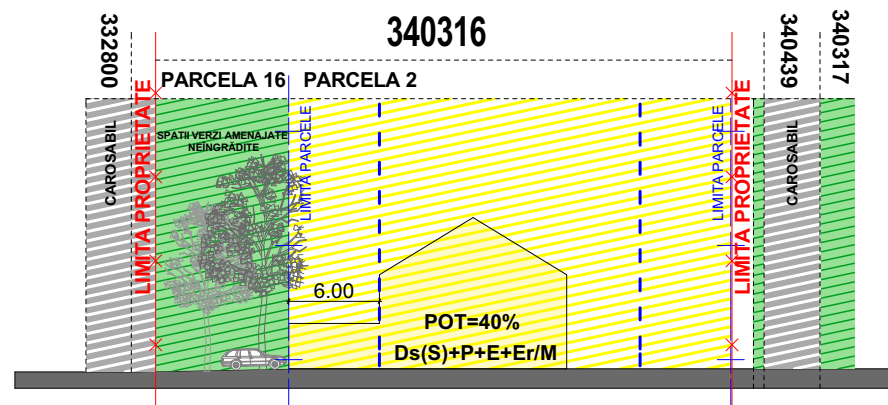 340316
332800
340439
340317
PARCELA 16
PARCELA 2
LIMITA PROPRIETATE
CAROSABIL
SPATII VERZI AMENAJATE
NEÎNGRĂDITE
LIMITA PARCELE
LIMITA PARCELE
LIMITA PROPRIETATE
CAROSABIL
6.00
POT=40%
Ds(S)+P+E+Er/M